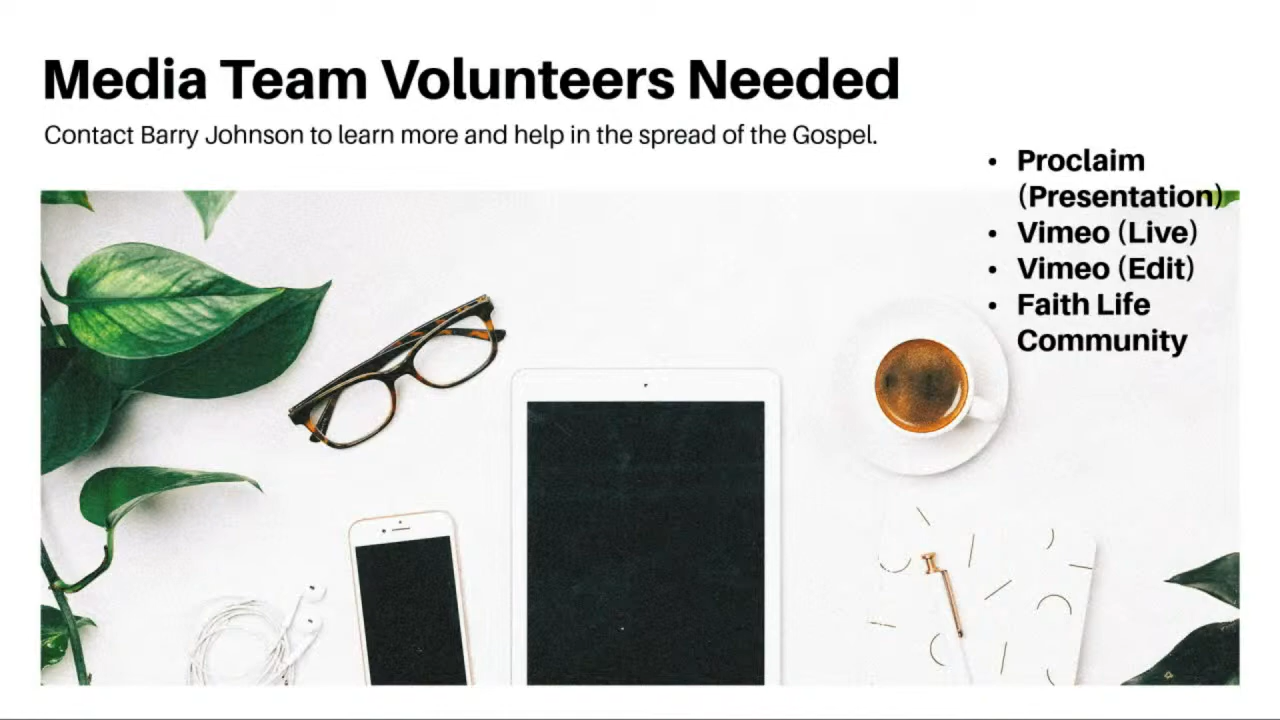 Media Team Volunteers Needed
Contact Barry Johnson to learn more and help in the spread of the Gospel.
• Proclaim
(Presentation)
• Vimeo (Live)
• Vimeo (Edit)
• Faith Life
Community